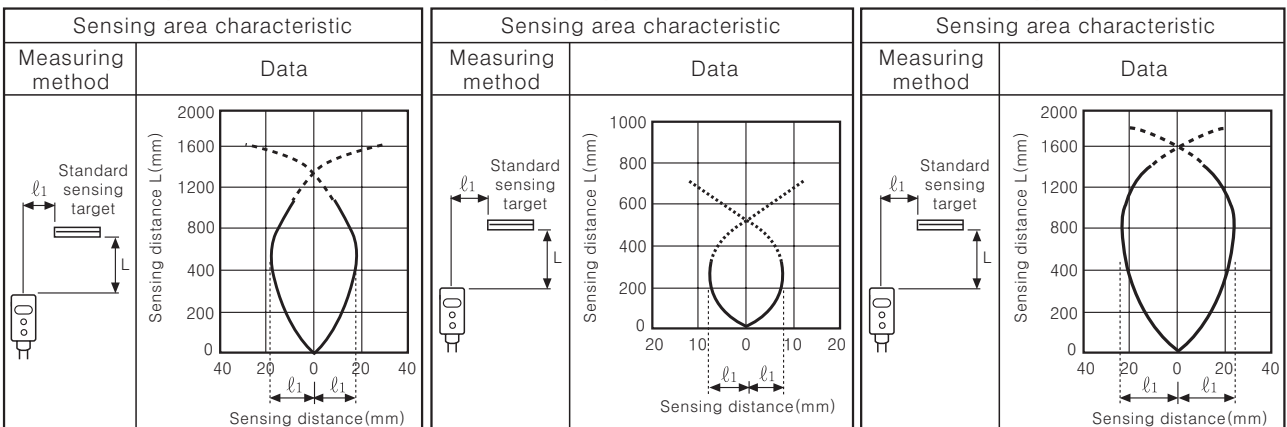 Sensing area characteristic
Measuring method
Data
Standard sensing target
ℓ1
L
Sensing distance L(mm)
2000
1600
1200
800
400
200
0
40 20 0 20 40
ℓ1 ℓ1
Sensing distance(mm)
Sensing area characteristic
Measuring method
Data
Standard sensing target
ℓ1
L
Sensing distance L(mm)
1000
800
600
400
200
0
20 10 0 10 20
ℓ1 ℓ1
Sensing distance(mm)
Sensing area characteristic
Measuring method
Data
Standard sensing target
ℓ1
L
Sensing distance L(mm)
2000
1600
1200
800
400
200
0
40 20 0 20 40
ℓ1 ℓ1
Sensing distance(mm)